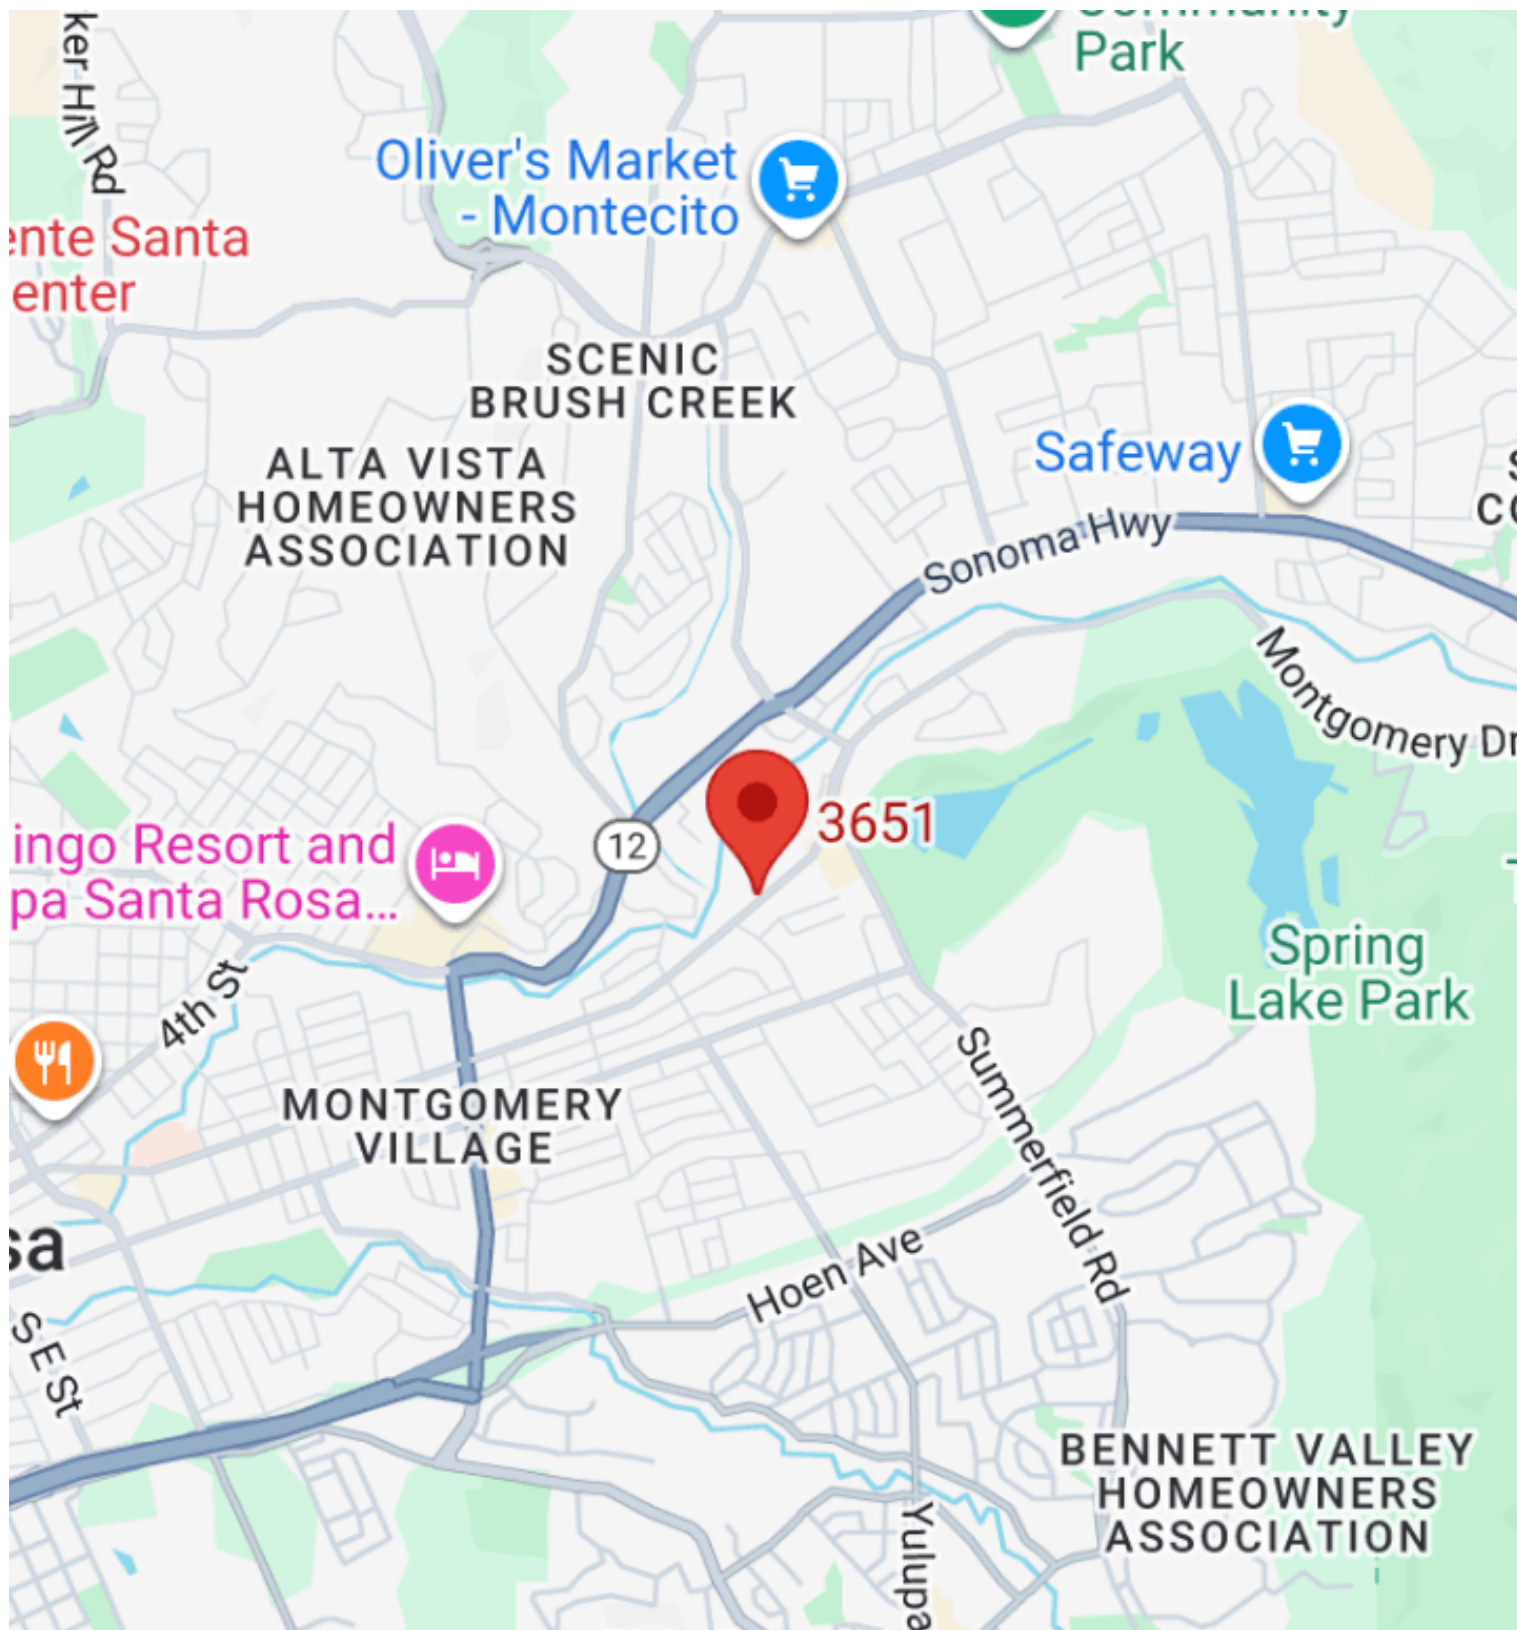 Community
Park
ker Hill Rd
Oliver's Market
- Montecito
ente Santa
enter
SCENIC
BRUSH CREEK
ALTA VISTA
HOMEOWNERS
ASSOCIATION
Safeway
S
CO
Sonoma Hwy
Montgomery Dr
3651
12
ingo Resort and
pa Santa Rosa...
Spring
Lake Park
4th St
Summerfield Rd
MONTGOMERY
VILLAGE
sa
Hoen Ave
S E St
BENNETT VALLEY
HOMEOWNERS
ASSOCIATION
Yulupa